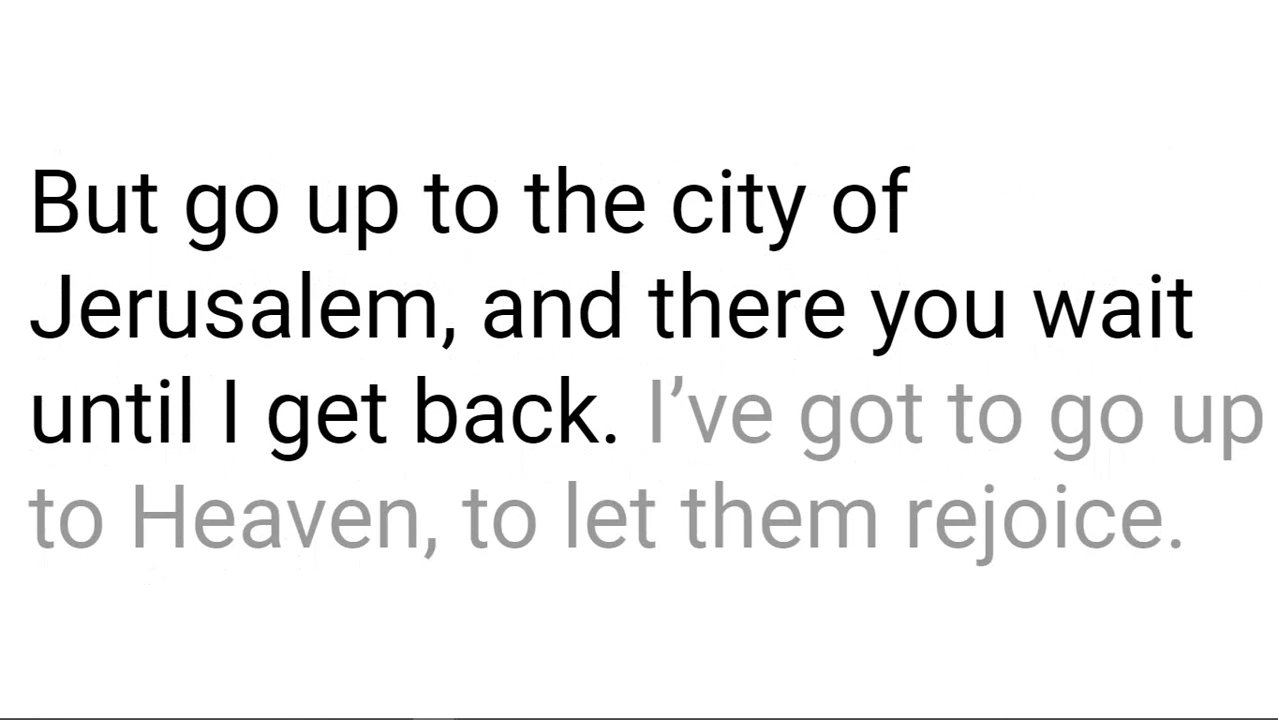 But go up to the city of
Jerusalem, and there you wait
until I get back. I’ve got to go up
to Heaven, to let them rejoice.